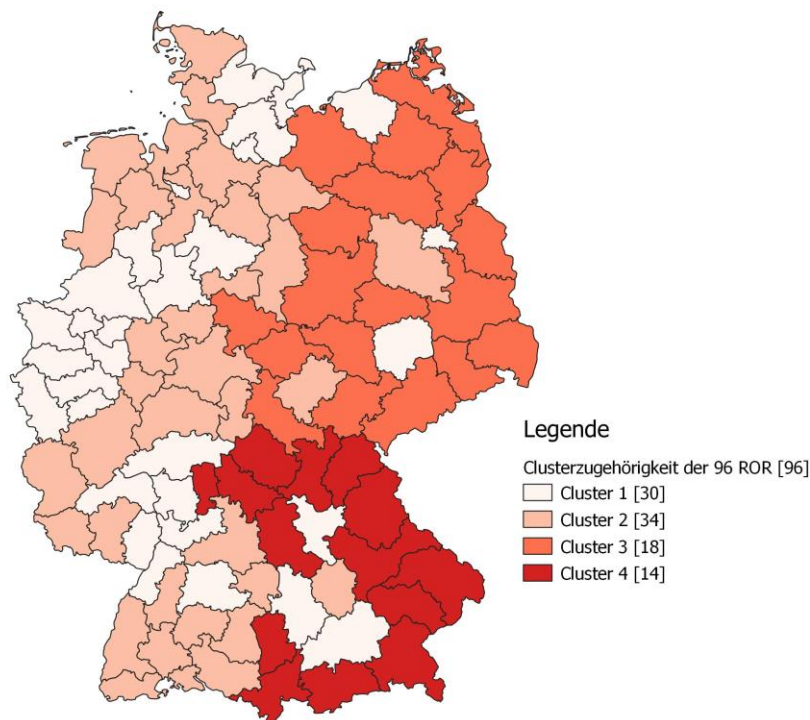 Legende
Clusterzugehörigkeit der 96 ROR [96]
Cluster 1 [30]
Cluster 2 [34]
Cluster 3 [18]
Cluster 4 [14]